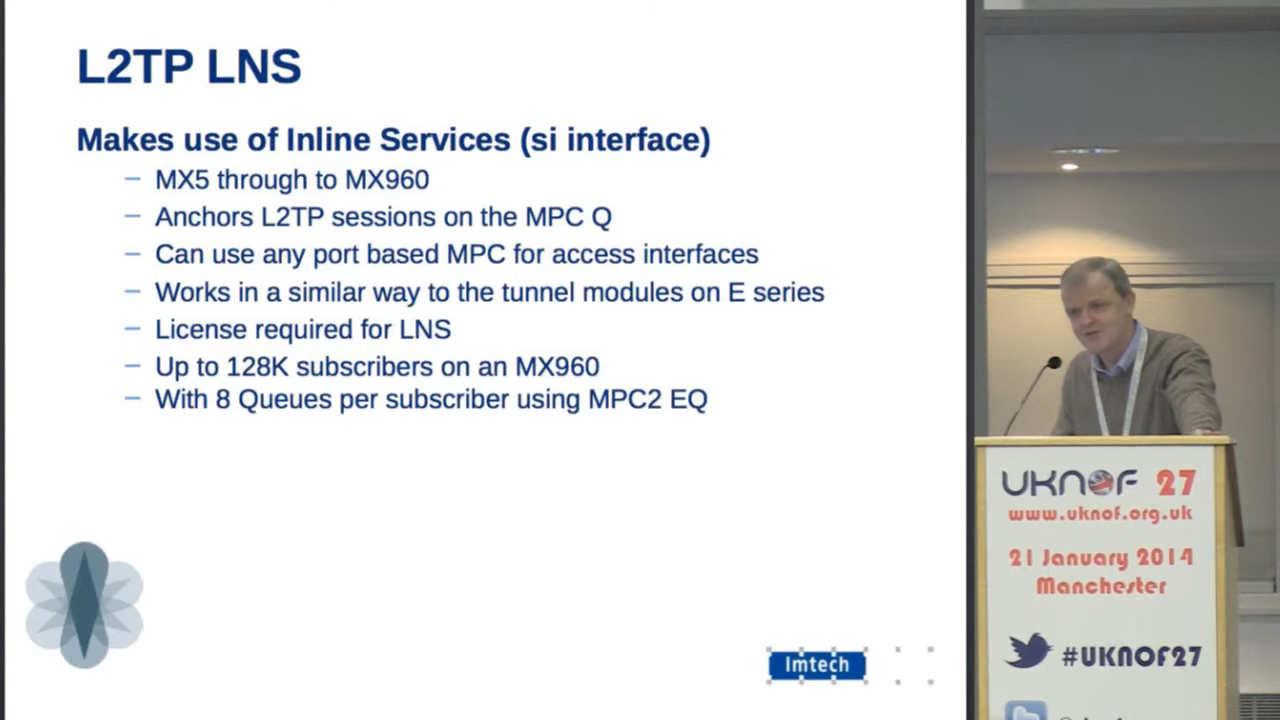 L2TP LNS
Makes use of Inline Services (si interface)
– MX5 through to MX960
– Anchors L2TP sessions on the MPC Q
– Can use any port based MPC for access interfaces
– Works in a similar way to the tunnel modules on E series
– License required for LNS
– Up to 128K subscribers on an MX960
– With 8 Queues per subscriber using MPC2 EQ
Imtech
UKNOF 27
www.uknof.org.uk
21 January 2014
Manchester
#UKNOF27